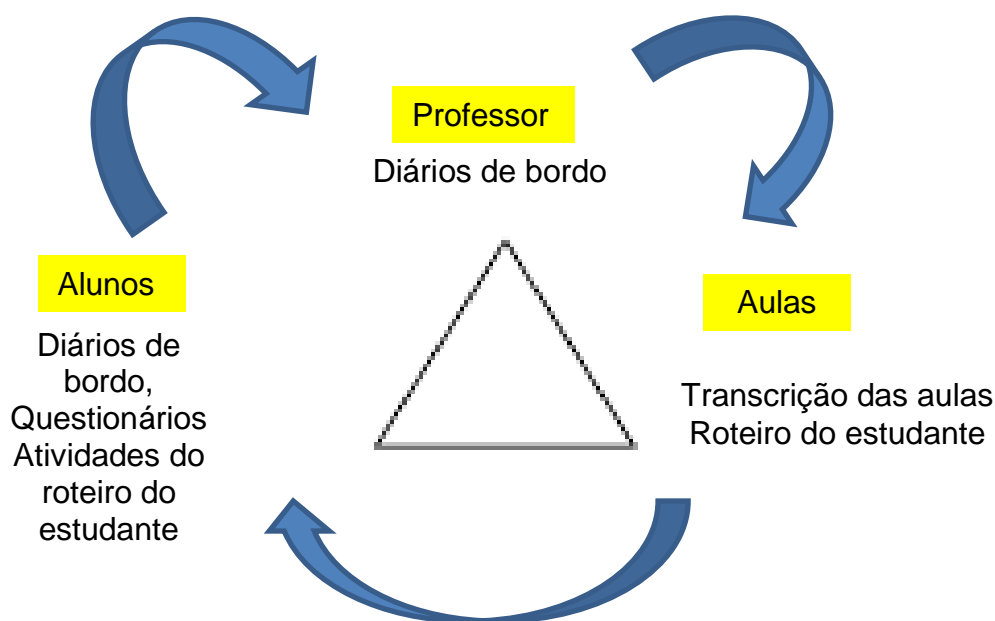 Professor
Diários de bordo
Alunos
Diários de
bordo,
Questionários
Atividades do
roteiro do
estudante
Aulas
Transcrição das aulas
Roteiro do estudante